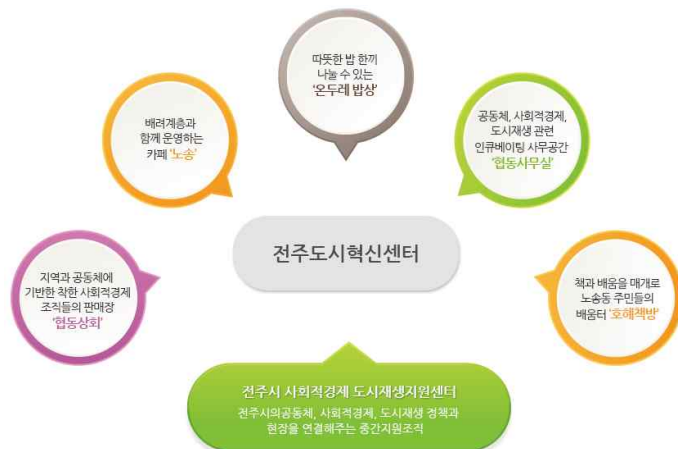 따뜻한 밥 한끼
나눌 수 있는
'온두레 밥상'
배려계층과
함께 운영하는
카페 '노송'
공동체, 사회적경제,
도시재생 관련
인큐베이팅 사무공간
'협동사무실'
전주도시혁신센터
지역과 공동체에
기반한 착한 사회적경제
조직들의 판매장
'협동상회'
책과 배움을 매개로
노송동 주민들의
배움터 '호혜책방'
전주시 사회적경제 도시재생지원센터
전주시의공동체, 사회적경제, 도시재생 정책과
현장을 연결해주는 중간지원조직